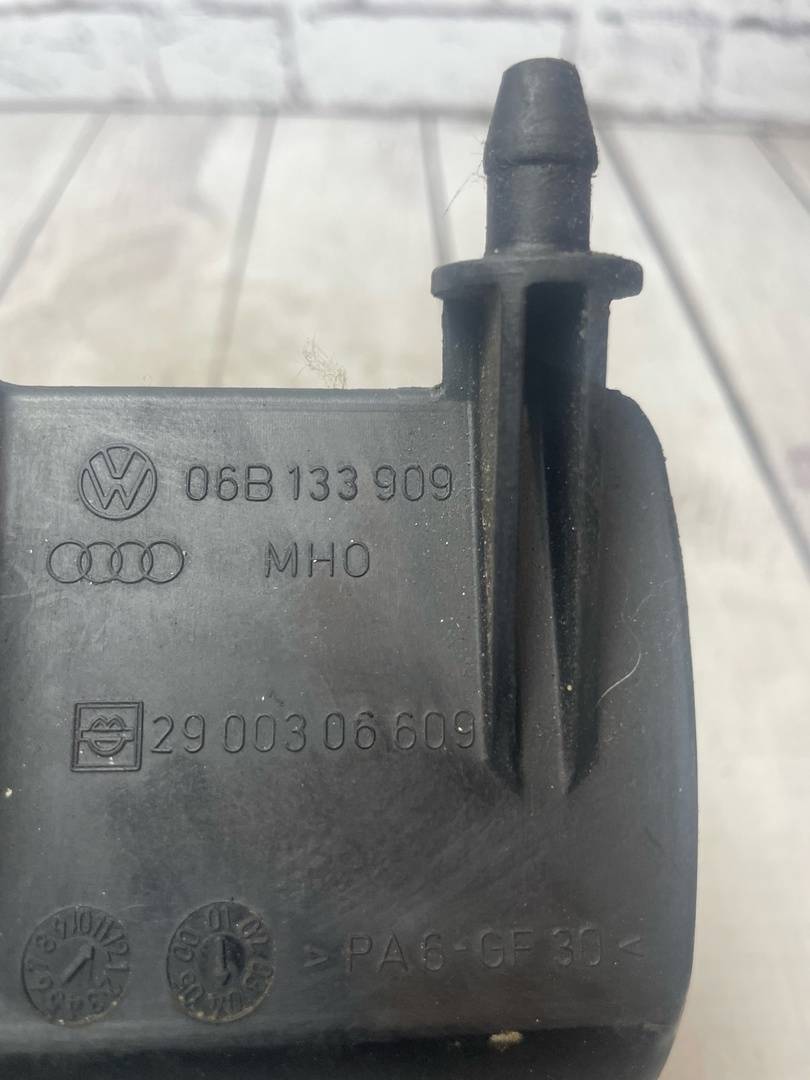 06B 133 909
MHO
29 003 06 609
> PA 6-GF 30 <